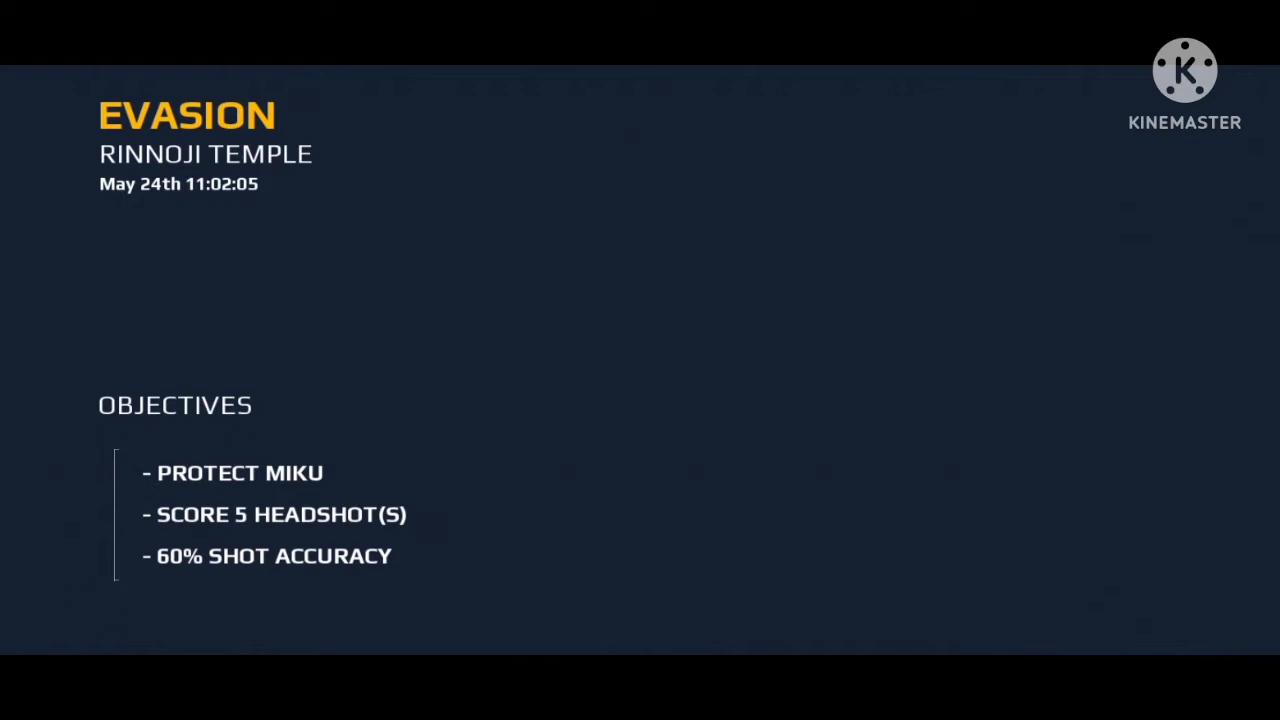 EVASION
RINNOJI TEMPLE
May 24th 11:02:05
K
KINEMASTER
OBJECTIVES
- PROTECT MIKU
- SCORE 5 HEADSHOT(S)
- 60% SHOT ACCURACY